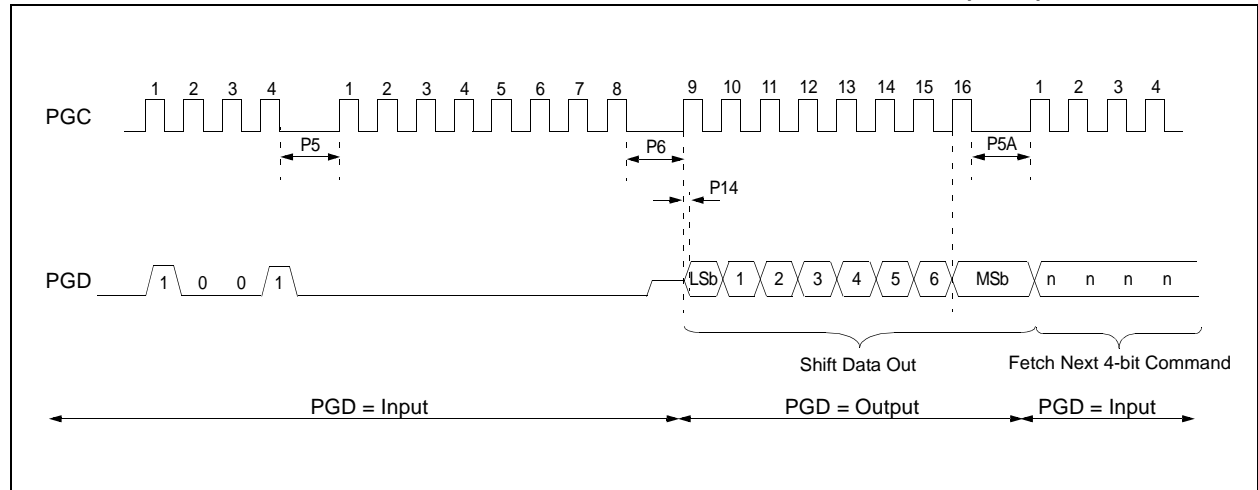 1 2 3 4 1 2 3 4 5 6 7 8 9 10 11 12 13 14 15 16 1 2 3 4
PGC
P5 P6 P5A
P14
PGD 1 0 0 1 LSb 1 2 3 4 5 6 MSb n n n n
Shift Data Out Fetch Next 4-bit Command
PGD = Input PGD = Output PGD = Input